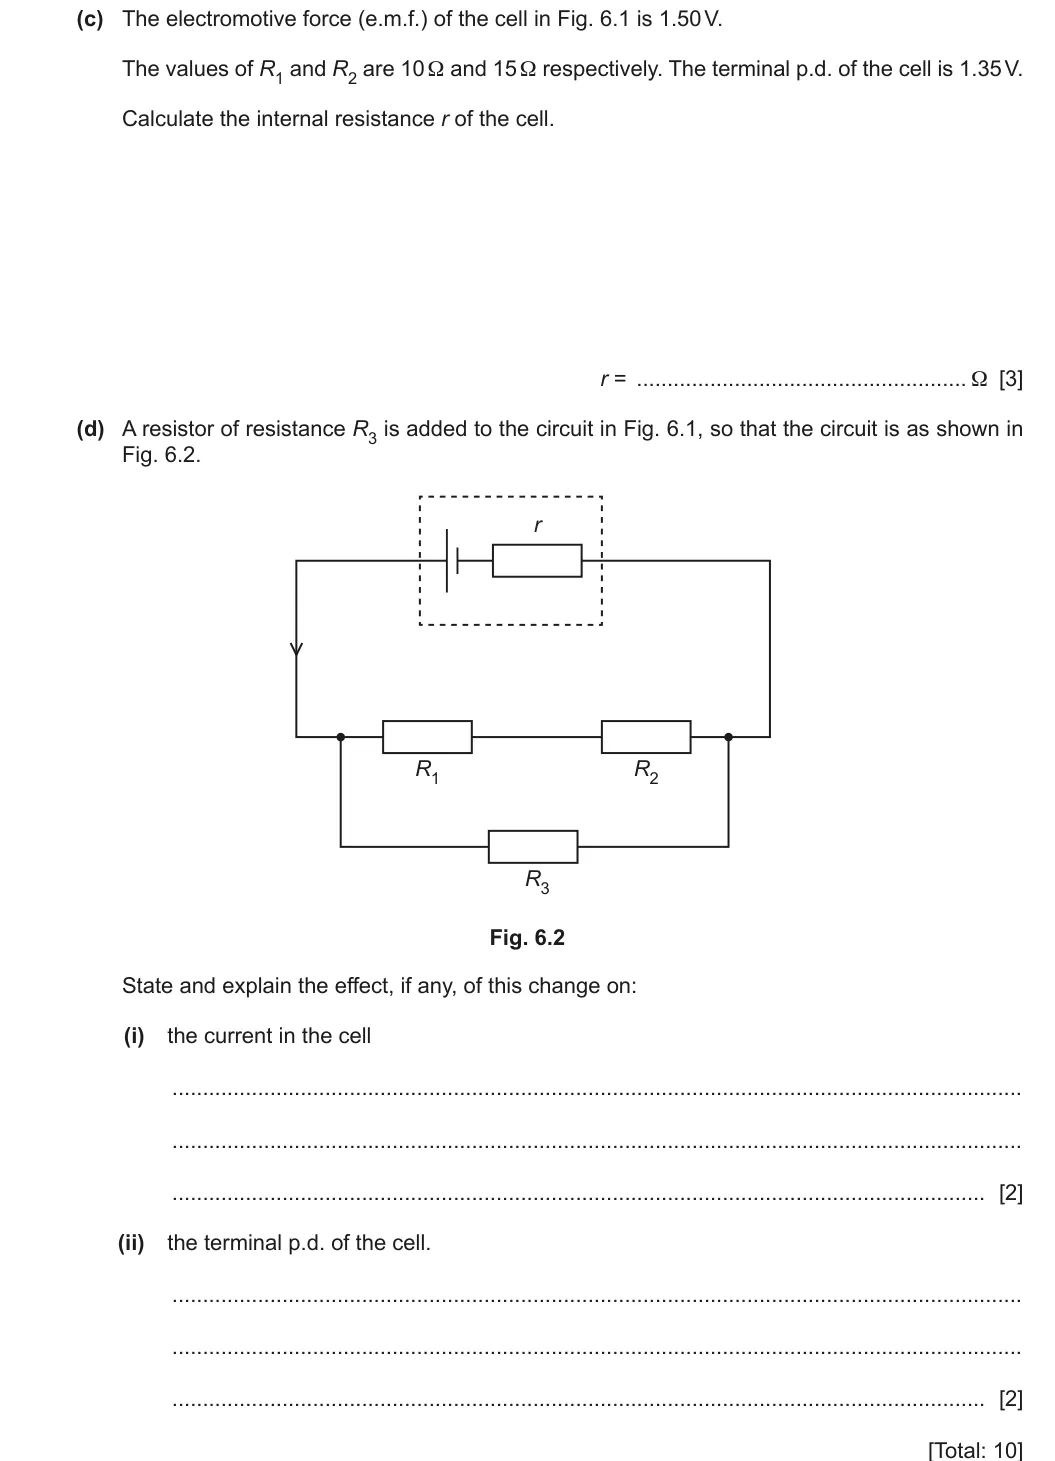 (c) The electromotive force (e.m.f.) of the cell in Fig. 6.1 is 1.50 V.
The values of R1 and R2 are 10 Ω and 15 Ω respectively. The terminal p.d. of the cell is 1.35 V.
Calculate the internal resistance r of the cell.
r = ...................................................... Ω [3]
(d) A resistor of resistance R3 is added to the circuit in Fig. 6.1, so that the circuit is as shown in
Fig. 6.2.
r
R1 R2
R3
Fig. 6.2
State and explain the effect, if any, of this change on:
(i) the current in the cell
...........................................................................................................................................
...........................................................................................................................................
..................................................................................................................................... [2]
(ii) the terminal p.d. of the cell.
...........................................................................................................................................
...........................................................................................................................................
..................................................................................................................................... [2]
[Total: 10]